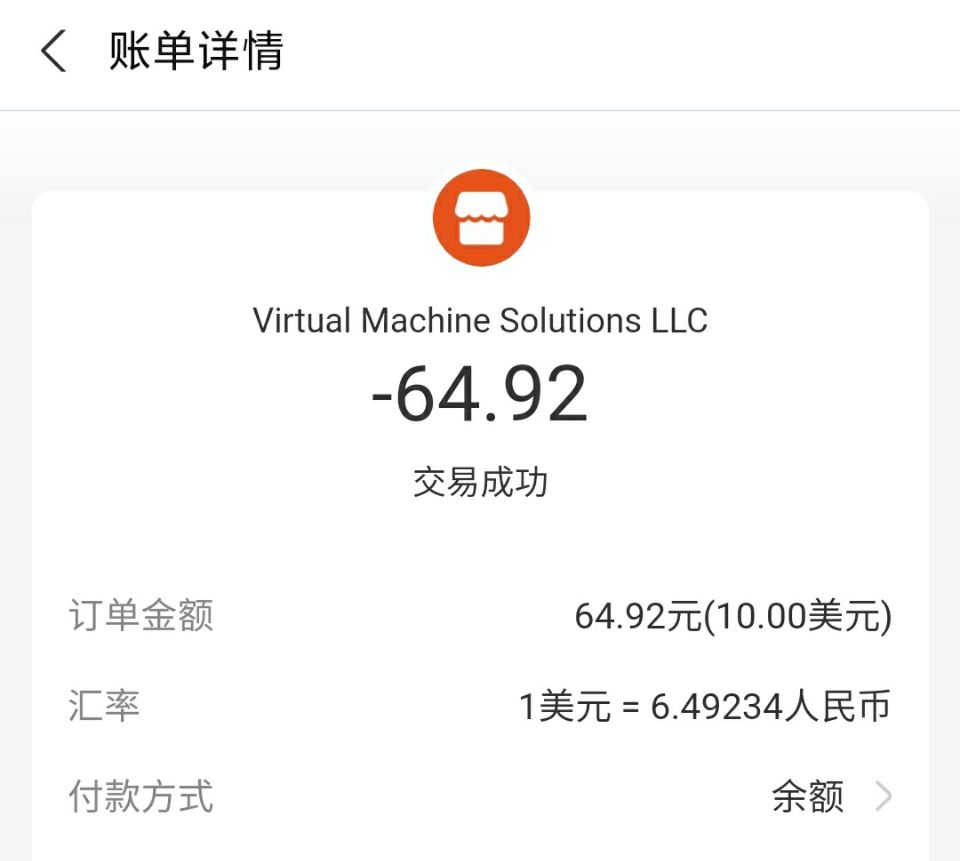 账单详情
Virtual Machine Solutions LLC
-64.92
交易成功
订单金额 64.92元(10.00美元)
汇率 1美元 = 6.49234人民币
付款方式 余额